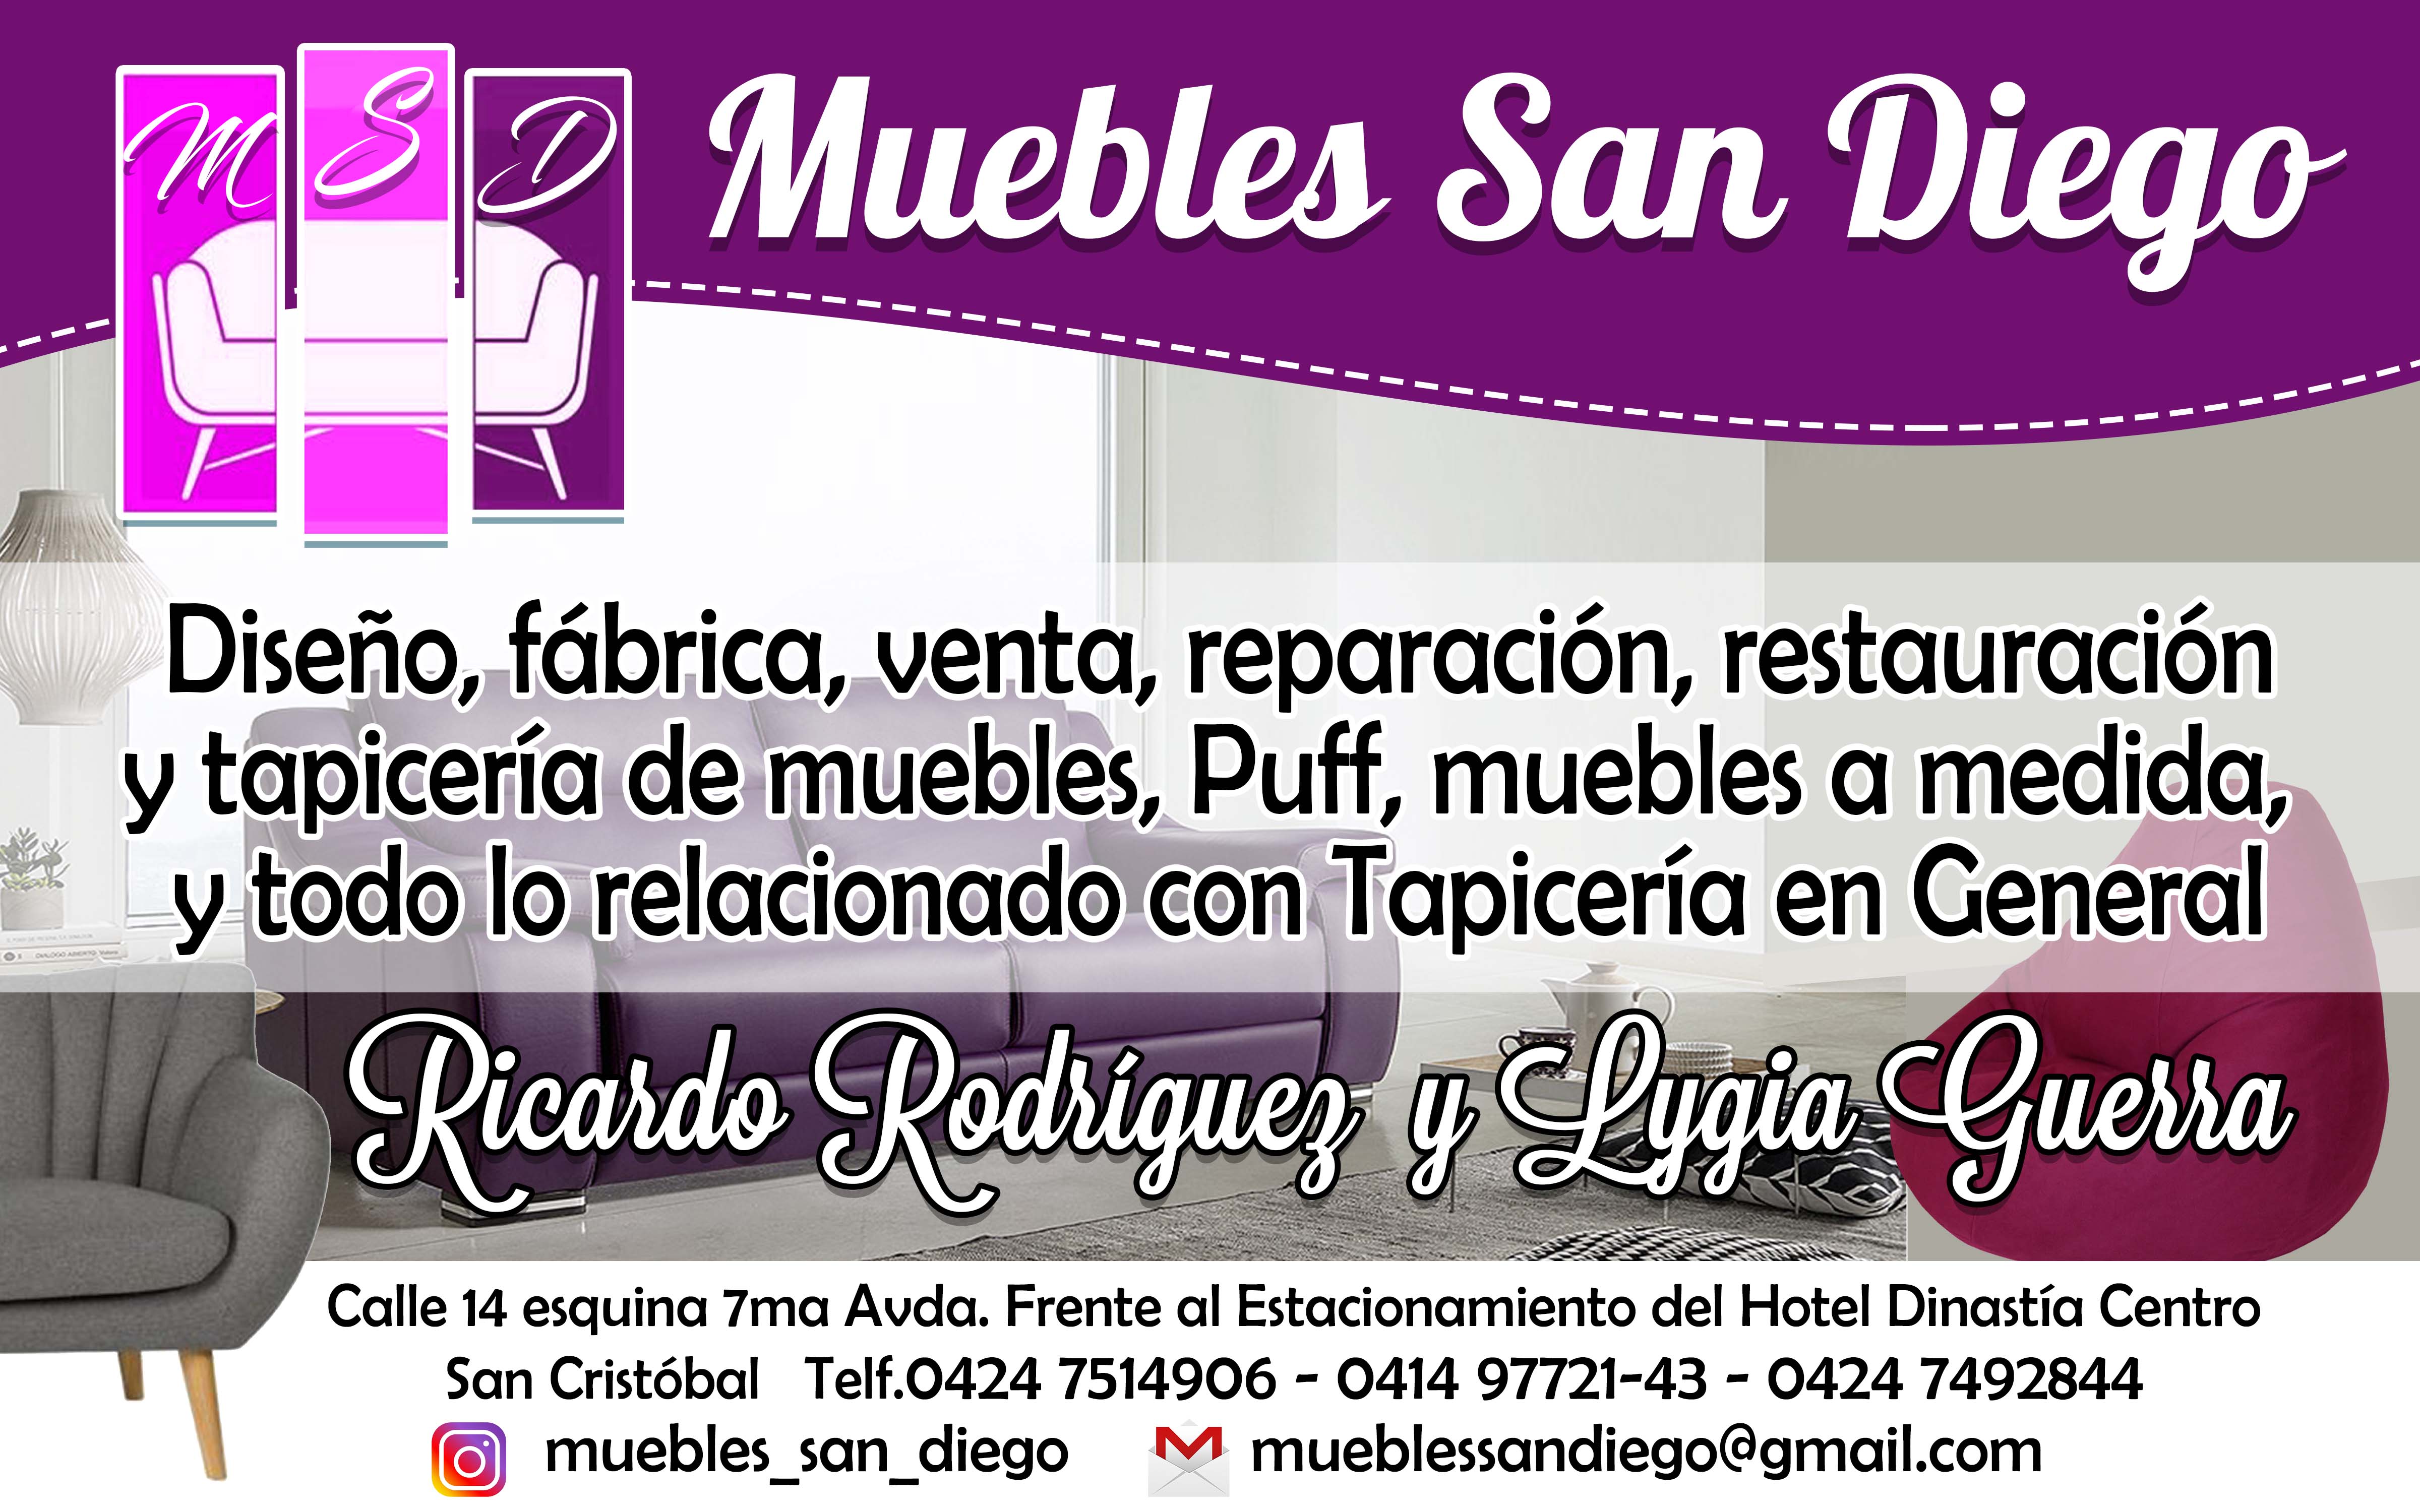 M S D
Muebles San Diego
Diseño, fábrica, venta, reparación, restauración
y tapicería de muebles, Puff, muebles a medida,
y todo lo relacionado con Tapicería en General
Ricardo Rodríguez y Lygia Guerra
Calle 14 esquina 7ma Avda. Frente al Estacionamiento del Hotel Dinastía Centro
San Cristóbal Telf.0424 7514906 - 0414 97721-43 - 0424 7492844
muebles_san_diego mueblessandiego@gmail.com